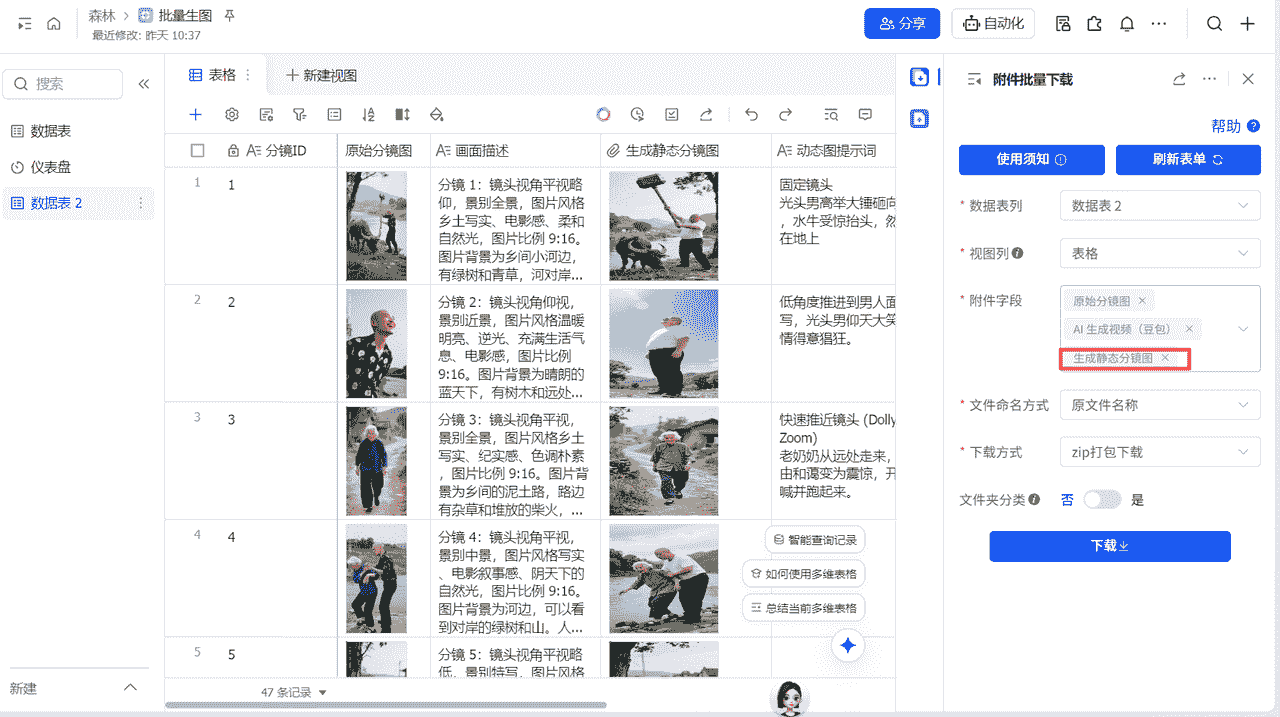 森林 > 批量生图
最近修改: 昨天 10:37
分享
自动化
搜索
数据表
仪表盘
数据表 2
新建
表格
新建视图
分镜ID
原始分镜图
画面描述
生成静态分镜图
动态图提示词
1
1
分镜 1：镜头视角平视略
仰，景别全景，图片风格
乡土写实、电影感、柔和
自然光，图片比例 9:16。
图片背景为乡间小河边，
有绿树和青草，河对岸...
固定镜头
光头男高举大锤砸向
，水牛受惊抬头，然
在地上
2
2
分镜 2：镜头视角仰视，
景别近景，图片风格温暖
明亮、逆光、充满生活气
息、电影感，图片比例
9:16。图片背景为晴朗的
蓝天下，有树木和远处...
低角度推进到男人面
写，光头男仰天大笑
情得意猖狂。
3
3
分镜 3：镜头视角平视，
景别全景，图片风格乡土
写实、纪实感、色调朴素
，图片比例 9:16。图片背
景为乡间的泥土路，路边
有杂草和堆放的柴火，...
快速推近镜头 (Dolly
Zoom)
老奶奶从远处走来，
由和蔼变为震惊，开
喊并跑起来。
4
4
分镜 4：镜头视角平视，
景别中景，图片风格写实
、电影叙事感、阴天下的
自然光，图片比例 9:16。
图片背景为河边，可以看
到对岸的绿树和山。人...
5
5
分镜 5：镜头视角平视略
低，景别特写，图片风格
47 条记录
智能查询记录
如何使用多维表格
总结当前多维表格
附件批量下载
帮助
使用须知
刷新表单
* 数据表列
数据表 2
* 视图列
表格
* 附件字段
原始分镜图 ×
AI 生成视频（豆包） ×
生成静态分镜图 ×
* 文件命名方式
原文件名称
* 下载方式
zip打包下载
文件夹分类
否
是
下载